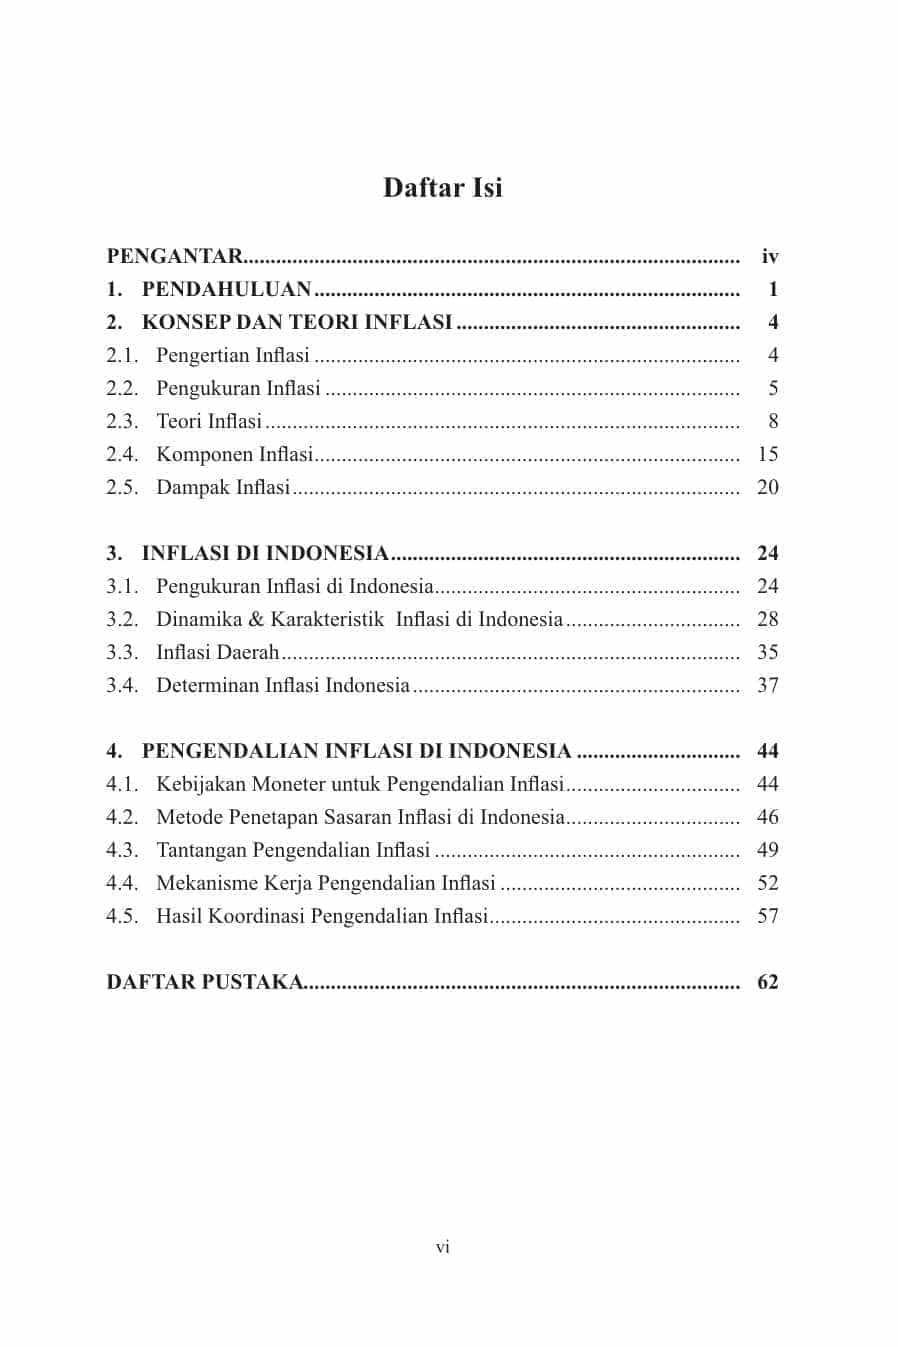 Daftar Isi
PENGANTAR........................................................................................... iv
1. PENDAHULUAN.............................................................................. 1
2. KONSEP DAN TEORI INFLASI .................................................... 4
2.1. Pengertian Inflasi .............................................................................. 4
2.2. Pengukuran Inflasi ............................................................................ 5
2.3. Teori Inflasi....................................................................................... 8
2.4. Komponen Inflasi.............................................................................. 15
2.5. Dampak Inflasi.................................................................................. 20
3. INFLASI DI INDONESIA................................................................ 24
3.1. Pengukuran Inflasi di Indonesia........................................................ 24
3.2. Dinamika & Karakteristik Inflasi di Indonesia................................ 28
3.3. Inflasi Daerah.................................................................................... 35
3.4. Determinan Inflasi Indonesia............................................................ 37
4. PENGENDALIAN INFLASI DI INDONESIA .............................. 44
4.1. Kebijakan Moneter untuk Pengendalian Inflasi................................ 44
4.2. Metode Penetapan Sasaran Inflasi di Indonesia................................ 46
4.3. Tantangan Pengendalian Inflasi ........................................................ 49
4.4. Mekanisme Kerja Pengendalian Inflasi ............................................ 52
4.5. Hasil Koordinasi Pengendalian Inflasi.............................................. 57
DAFTAR PUSTAKA................................................................................ 62
vi